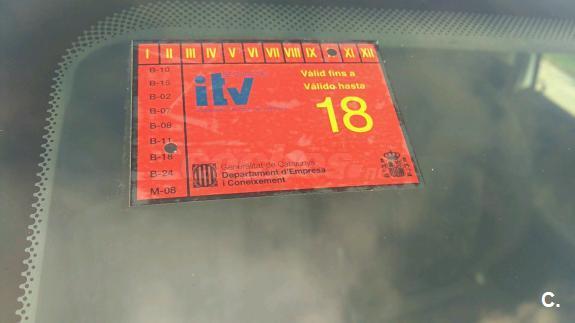 I II III IV V VI VII VIII IX XI XII
B-10
B-15
B-02
B-07
B-08
B-11
B-18
B-24
M-08
itv
Vàlid fins a
Válido hasta
18
Generalitat de Catalunya
Departament d'Empresa
i Coneixement
C.